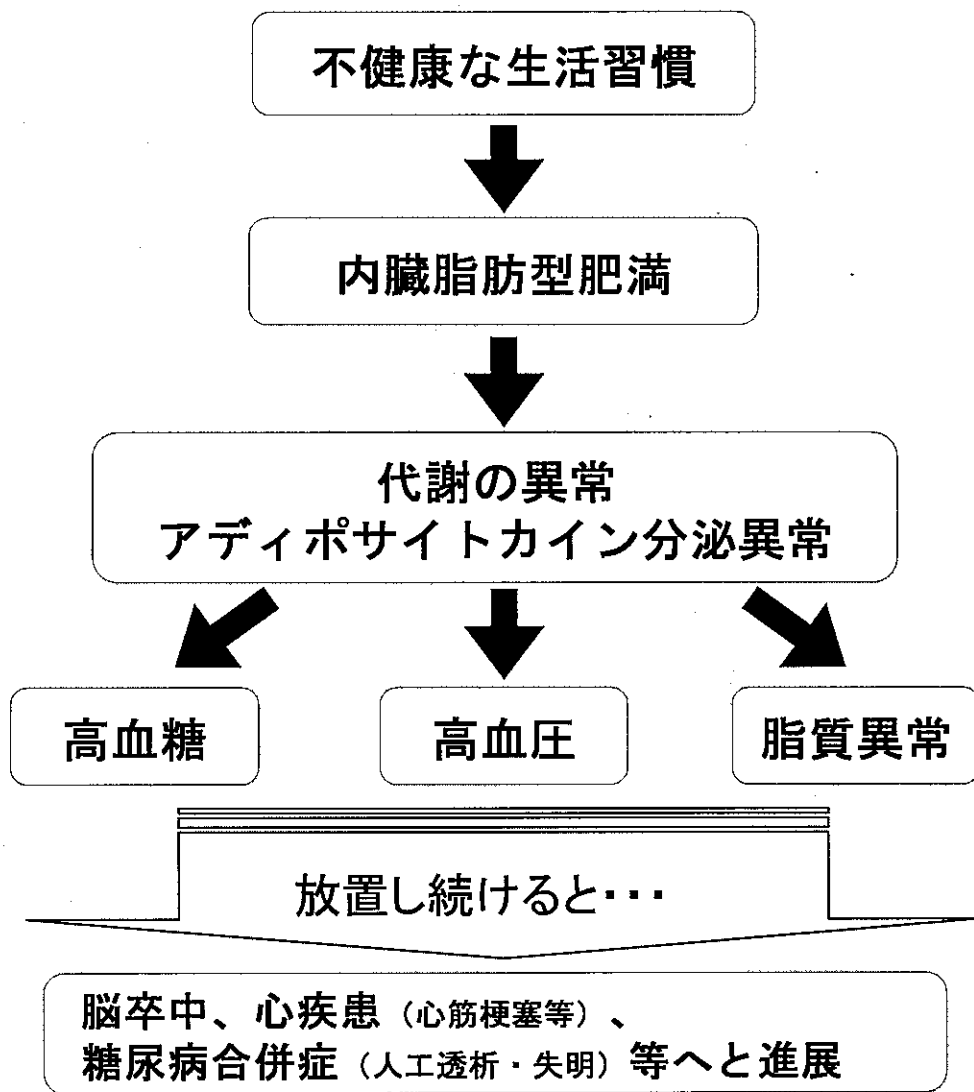 不健康な生活習慣
内臓脂肪型肥満
代謝の異常
アディポサイトカイン分泌異常
高血糖
高血圧
脂質異常
放置し続けると・・・
脳卒中、心疾患（心筋梗塞等）、
糖尿病合併症（人工透析・失明）等へと進展